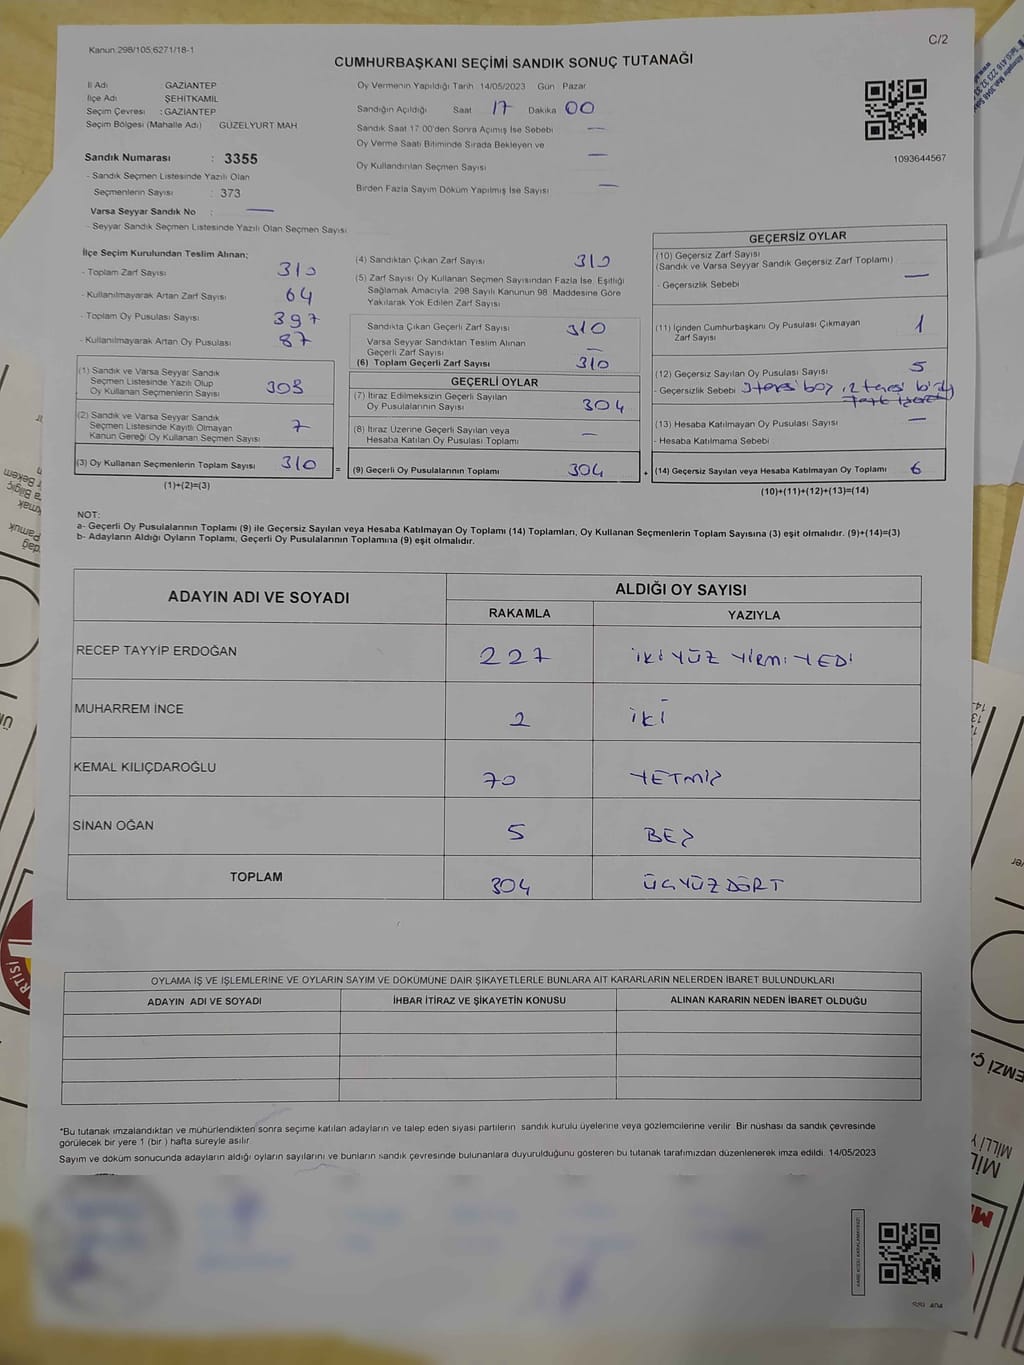 Kanun:298/105;6271/18-1
C/2
CUMHURBAŞKANI SEÇİMİ SANDIK SONUÇ TUTANAĞI
İl Adı GAZİANTEP
İlçe Adı ŞEHİTKAMİL
Seçim Çevresi : GAZİANTEP
Seçim Bölgesi (Mahalle Adı) GÜZELYURT MAH
Sandık Numarası : 3355
- Sandık Seçmen Listesinde Yazılı Olan
Seçmenlerin Sayısı : 373
Varsa Seyyar Sandık No : —
- Seyyar Sandık Seçmen Listesinde Yazılı Olan Seçmen Sayısı
Oy Vermenin Yapıldığı Tarih 14/05/2023 Gün Pazar
Sandığın Açıldığı Saat 17 Dakika 00
Sandık Saat 17:00'den Sonra Açılmış İse Sebebi —
Oy Verme Saati Bitiminde Sırada Bekleyen ve
Oy Kullandırılan Seçmen Sayısı —
Birden Fazla Sayım Döküm Yapılmış İse Sayısı —
1093644567
İlçe Seçim Kurulundan Teslim Alınan;
- Toplam Zarf Sayısı 310
- Kullanılmayarak Artan Zarf Sayısı 64
- Toplam Oy Pusulası Sayısı 397
- Kullanılmayarak Artan Oy Pusulası 87
(1) Sandık ve Varsa Seyyar Sandık
Seçmen Listesinde Yazılı Olup
Oy Kullanan Seçmenlerin Sayısı 303
(2) Sandık ve Varsa Seyyar Sandık
Seçmen Listesinde Kayıtlı Olmayan
Kanun Gereği Oy Kullanan Seçmen Sayısı 7
(3) Oy Kullanan Seçmenlerin Toplam Sayısı 310
(1)+(2)=(3)
(4) Sandıktan Çıkan Zarf Sayısı 310
(5) Zarf Sayısı Oy Kullanan Seçmen Sayısından Fazla İse, Eşitliği
Sağlamak Amacıyla 298 Sayılı Kanunun 98. Maddesine Göre
Yakılarak Yok Edilen Zarf Sayısı
Sandıkta Çıkan Geçerli Zarf Sayısı 310
Varsa Seyyar Sandıktan Teslim Alınan
Geçerli Zarf Sayısı —
(6) Toplam Geçerli Zarf Sayısı 310
GEÇERLİ OYLAR
(7) İtiraz Edilmeksizin Geçerli Sayılan
Oy Pusulalarının Sayısı 304
(8) İtiraz Üzerine Geçerli Sayılan veya
Hesaba Katılan Oy Pusulası Toplamı —
= (9) Geçerli Oy Pusulalarının Toplamı 304
GEÇERSİZ OYLAR
(10) Geçersiz Zarf Sayısı
(Sandık ve Varsa Seyyar Sandık Geçersiz Zarf Toplamı) —
- Geçersizlik Sebebi
(11) İçinden Cumhurbaşkanı Oy Pusulası Çıkmayan
Zarf Sayısı 1
(12) Geçersiz Sayılan Oy Pusulası Sayısı 5
- Geçersizlik Sebebi
(13) Hesaba Katılmayan Oy Pusulası Sayısı —
- Hesaba Katılmama Sebebi
+ (14) Geçersiz Sayılan veya Hesaba Katılmayan Oy Toplamı 6
(10)+(11)+(12)+(13)=(14)
NOT:
a- Geçerli Oy Pusulalarının Toplamı (9) ile Geçersiz Sayılan veya Hesaba Katılmayan Oy Toplamı (14) Toplamları, Oy Kullanan Seçmenlerin Toplam Sayısına (3) eşit olmalıdır. (9)+(14)=(3)
b- Adayların Aldığı Oyların Toplamı, Geçerli Oy Pusulalarının Toplamına (9) eşit olmalıdır.
ADAYIN ADI VE SOYADI ALDIĞI OY SAYISI
RAKAMLA YAZIYLA
RECEP TAYYİP ERDOĞAN 227 İKİ YÜZ YİRMİ YEDİ
MUHARREM İNCE 2 İKİ
KEMAL KILIÇDAROĞLU 70 YETMİŞ
SİNAN OĞAN 5 BEŞ
TOPLAM 304 ÜÇYÜZ DÖRT
OYLAMA İŞ VE İŞLEMLERİNE VE OYLARIN SAYIM VE DÖKÜMÜNE DAİR ŞİKAYETLERLE BUNLARA AİT KARARLARIN NELERDEN İBARET BULUNDUKLARI
ADAYIN ADI VE SOYADI İHBAR İTİRAZ VE ŞİKAYETİN KONUSU ALINAN KARARIN NEDEN İBARET OLDUĞU
*Bu tutanak imzalandıktan ve mühürlendikten sonra seçime katılan adayların ve talep eden siyasi partilerin sandık kurulu üyelerine veya gözlemcilerine verilir. Bir nüshası da sandık çevresinde
görülecek bir yere 1 (bir ) hafta süreyle asılır.
Sayım ve döküm sonucunda adayların aldığı oyların sayılarını ve bunların sandık çevresinde bulunanlara duyurulduğunu gösteren bu tutanak tarafımızdan düzenlenerek imza edildi. 14/05/2023